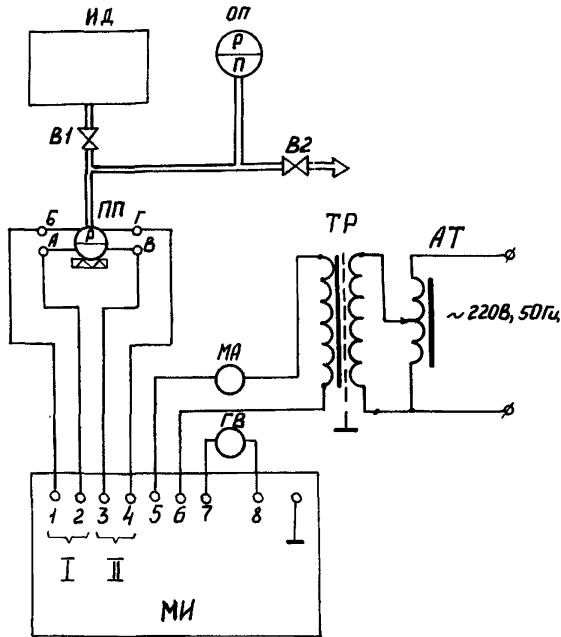 ИД
ОП
Р
П
В1
В2
ПП
Б
Г
Р
А
В
ТР
АТ
~220В, 50Гц
МА
ГВ
1 2 3 4 5 6 7 8
I II
МИ